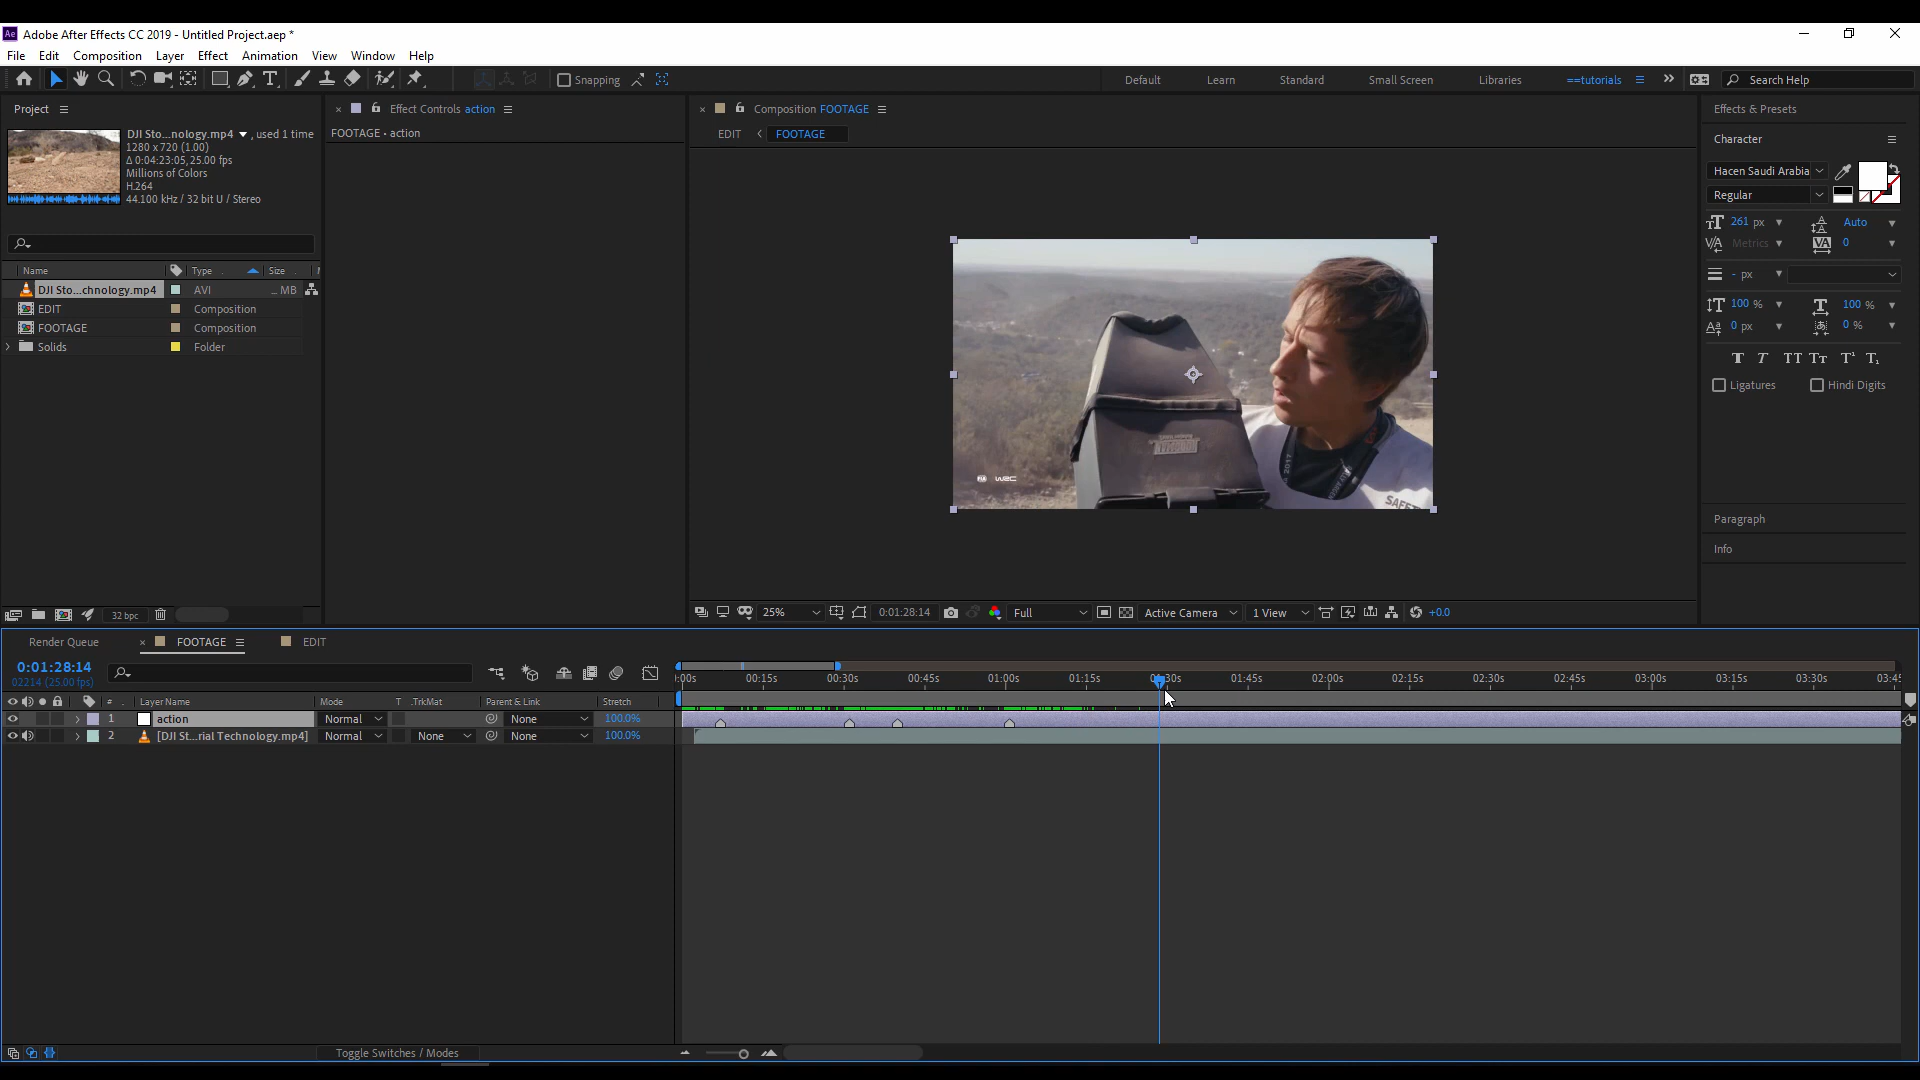 Ae Adobe After Effects CC 2019 - Untitled Project.aep *
File Edit Composition Layer Effect Animation View Window Help
Snapping Default Learn Standard Small Screen Libraries ==tutorials Search Help
Project
DJI Sto...nology.mp4 , used 1 time
1280 x 720 (1.00)
Δ 0:04:23:05, 25.00 fps
Millions of Colors
H.264
44.100 kHz / 32 bit U / Stereo
Name Type Size
DJI Sto...chnology.mp4 AVI ... MB
EDIT Composition
FOOTAGE Composition
Solids Folder
32 bpc
Effect Controls action
FOOTAGE • action
Composition FOOTAGE
EDIT FOOTAGE
2017
WRC
SAFET
25% 0:01:28:14 Full Active Camera 1 View +0.0
Effects & Presets
Character
Hacen Saudi Arabia
Regular
261 px Auto
Metrics 0
- px
100 % 100 %
0 px 0 %
Ligatures Hindi Digits
Paragraph
Info
Render Queue FOOTAGE EDIT
0:01:28:14
02214 (25.00 fps)
:00s 00:15s 00:30s 00:45s 01:00s 01:15s 01:30s 01:45s 02:00s 02:15s 02:30s 02:45s 03:00s 03:15s 03:30s 03:45
# Layer Name Mode T .TrkMat Parent & Link Stretch
1 action Normal None 100.0%
2 [DJI St...rial Technology.mp4] Normal None None 100.0%
Toggle Switches / Modes